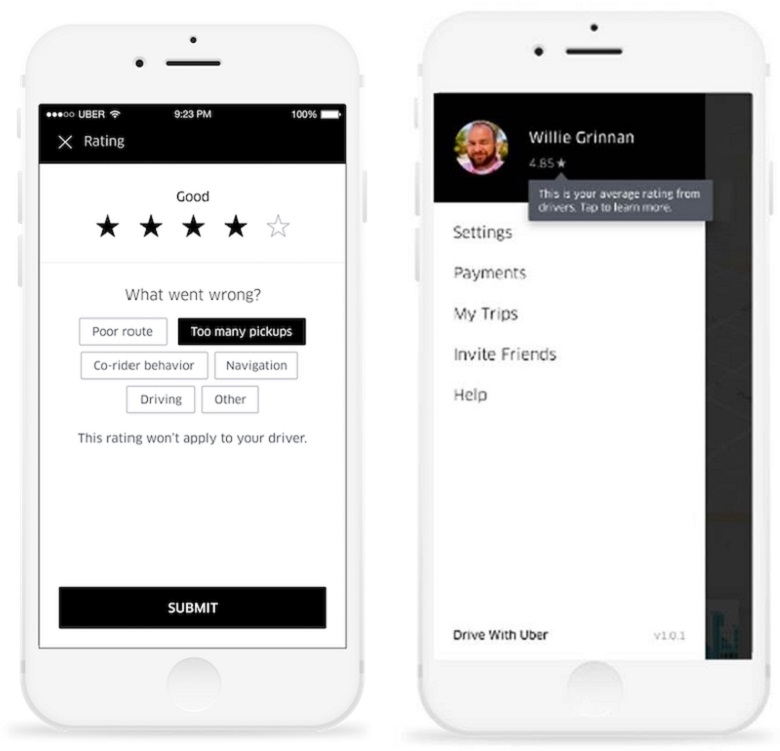 UBER 9:23 PM 100%
Rating
Good
What went wrong?
Poor route Too many pickups
Co-rider behavior Navigation
Driving Other
This rating won't apply to your driver.
SUBMIT
Willie Grinnan
4.85★
This is your average rating from
drivers. Tap to learn more.
Settings
Payments
My Trips
Invite Friends
Help
Drive With Uber v1.0.1